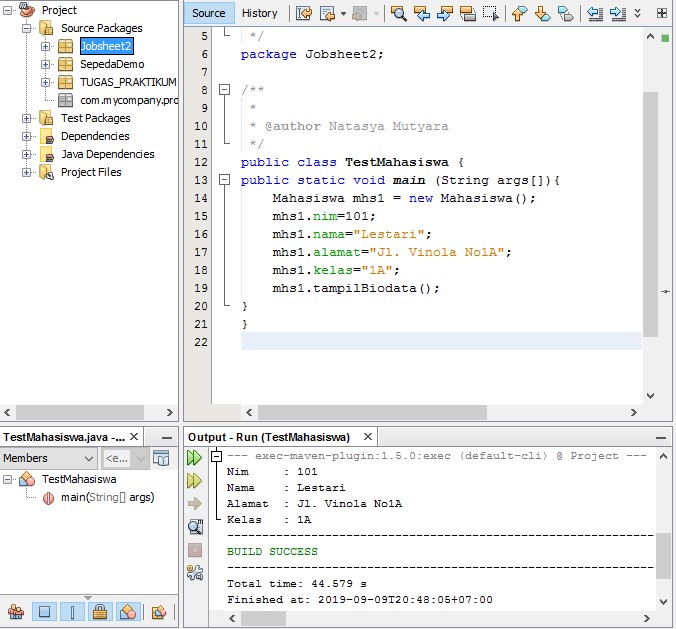 Project
Source Packages
Jobsheet2
SepedaDemo
TUGAS_PRAKTIKUM
com.mycompany.pro
Test Packages
Dependencies
Java Dependencies
Project Files
Source History
5 */
6 package Jobsheet2;
7
8 /**
9 *
10 * @author Natasya Mutyara
11 */
12 public class TestMahasiswa {
13 public static void main (String args[]){
14 Mahasiswa mhs1 = new Mahasiswa();
15 mhs1.nim=101;
16 mhs1.nama="Lestari";
17 mhs1.alamat="Jl. Vinola No1A";
18 mhs1.kelas="1A";
19 mhs1.tampilBiodata();
20 }
21 }
22
TestMahasiswa.java -...
Members <e...
TestMahasiswa
main(String[] args)
Output - Run (TestMahasiswa)
--- exec-maven-plugin:1.5.0:exec (default-cli) @ Project ---
Nim : 101
Nama : Lestari
Alamat : Jl. Vinola No1A
Kelas : 1A
------------------------------------------------------------------------
BUILD SUCCESS
------------------------------------------------------------------------
Total time: 44.579 s
Finished at: 2019-09-09T20:48:05+07:00